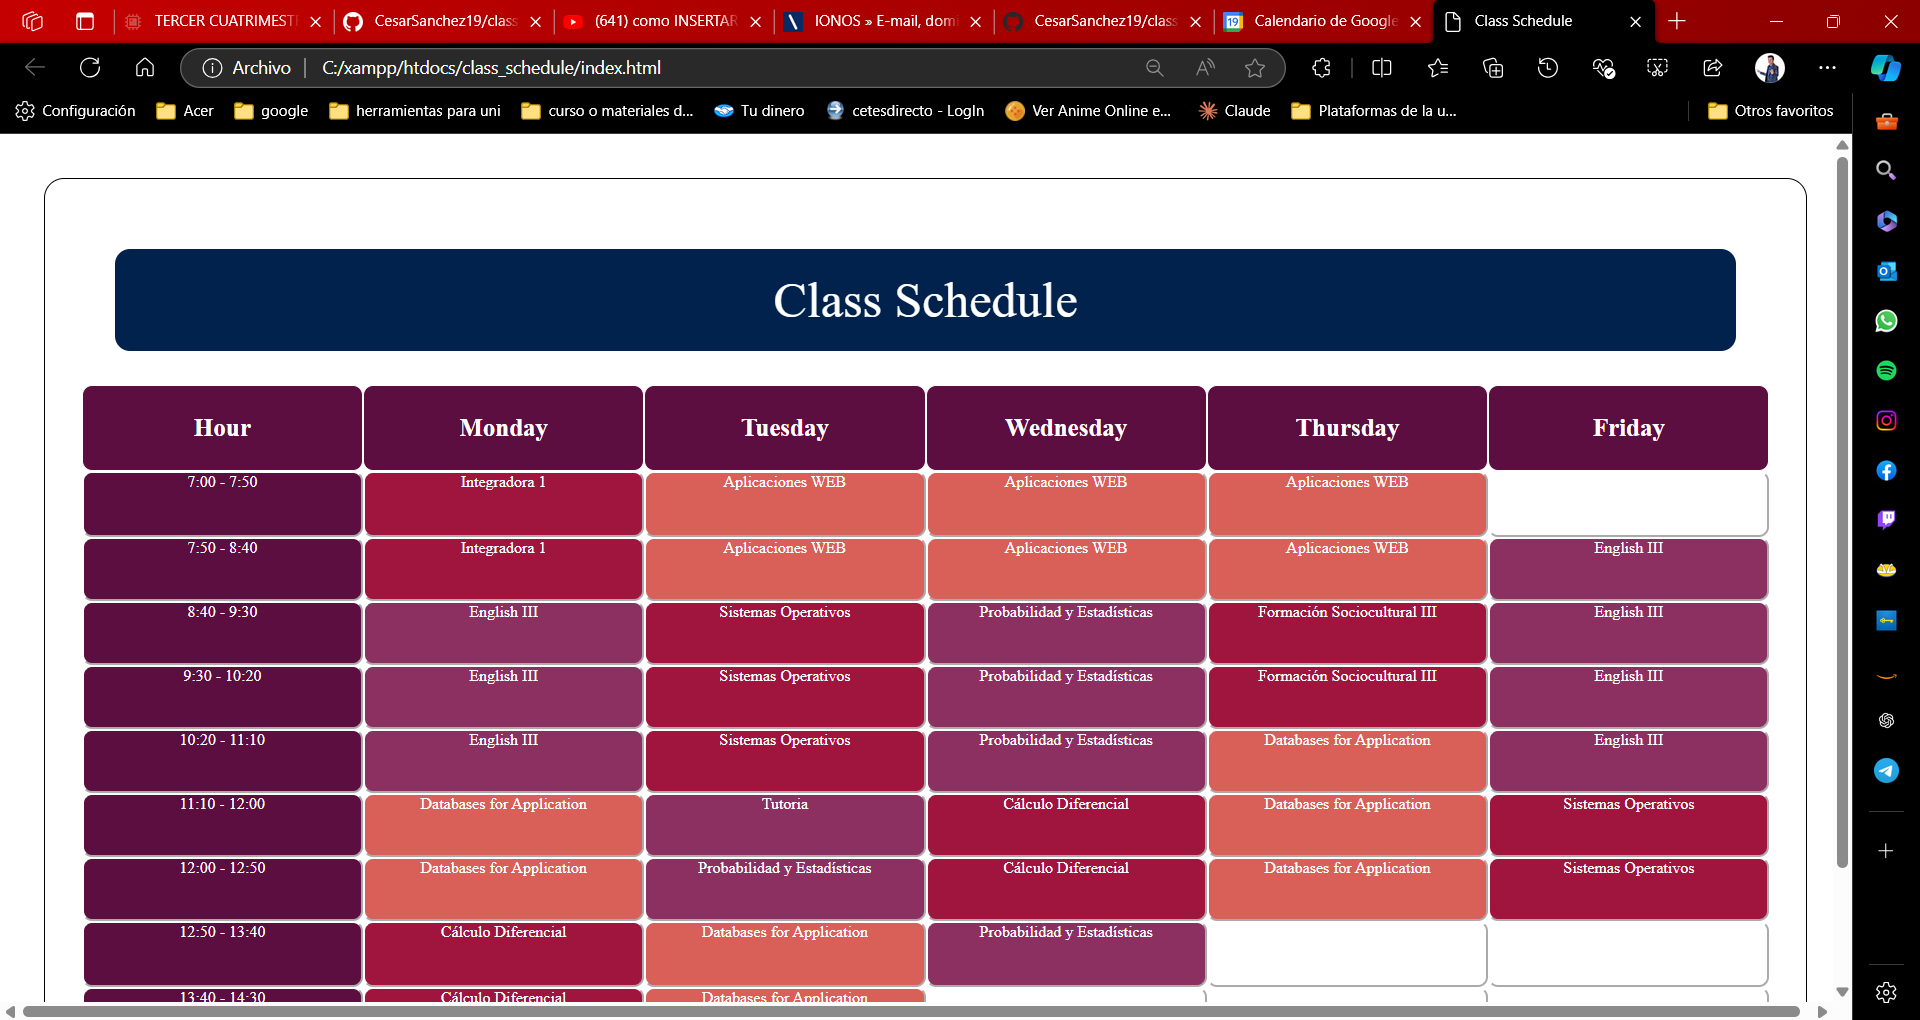 TERCER CUATRIMESTI
CesarSanchez19/class
(641) como INSERTAR
IONOS » E-mail, domi
CesarSanchez19/class
Calendario de Google
Class Schedule
Archivo C:/xampp/htdocs/class_schedule/index.html
Configuración Acer google herramientas para uni curso o materiales d... Tu dinero cetesdirecto - LogIn Ver Anime Online e... Claude Plataformas de la u... Otros favoritos
Class Schedule
Hour Monday Tuesday Wednesday Thursday Friday
7:00 - 7:50 Integradora 1 Aplicaciones WEB Aplicaciones WEB Aplicaciones WEB
7:50 - 8:40 Integradora 1 Aplicaciones WEB Aplicaciones WEB Aplicaciones WEB English III
8:40 - 9:30 English III Sistemas Operativos Probabilidad y Estadísticas Formación Sociocultural III English III
9:30 - 10:20 English III Sistemas Operativos Probabilidad y Estadísticas Formación Sociocultural III English III
10:20 - 11:10 English III Sistemas Operativos Probabilidad y Estadísticas Databases for Application English III
11:10 - 12:00 Databases for Application Tutoria Cálculo Diferencial Databases for Application Sistemas Operativos
12:00 - 12:50 Databases for Application Probabilidad y Estadísticas Cálculo Diferencial Databases for Application Sistemas Operativos
12:50 - 13:40 Cálculo Diferencial Databases for Application Probabilidad y Estadísticas
13:40 - 14:30 Cálculo Diferencial Databases for Application